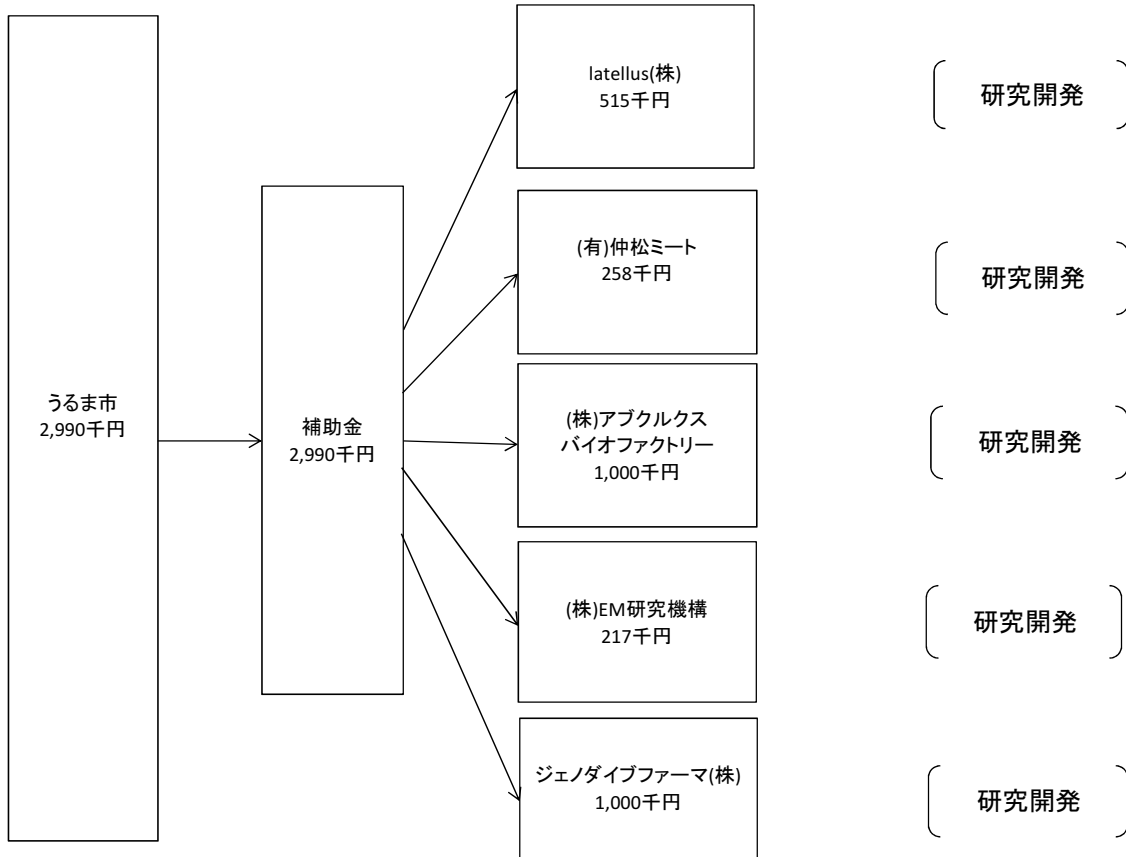 うるま市
2,990千円
補助金
2,990千円
latellus(株)
515千円
研究開発
(有)仲松ミート
258千円
研究開発
(株)アブクルクス
バイオファクトリー
1,000千円
研究開発
(株)EM研究機構
217千円
研究開発
ジェノダイブファーマ(株)
1,000千円
研究開発